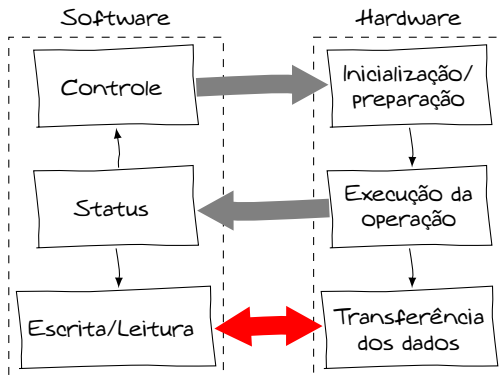 Software
Hardware
Controle
Inicialização/
preparação
Status
Execução da
operação
Escrita/Leitura
Transferência
dos dados